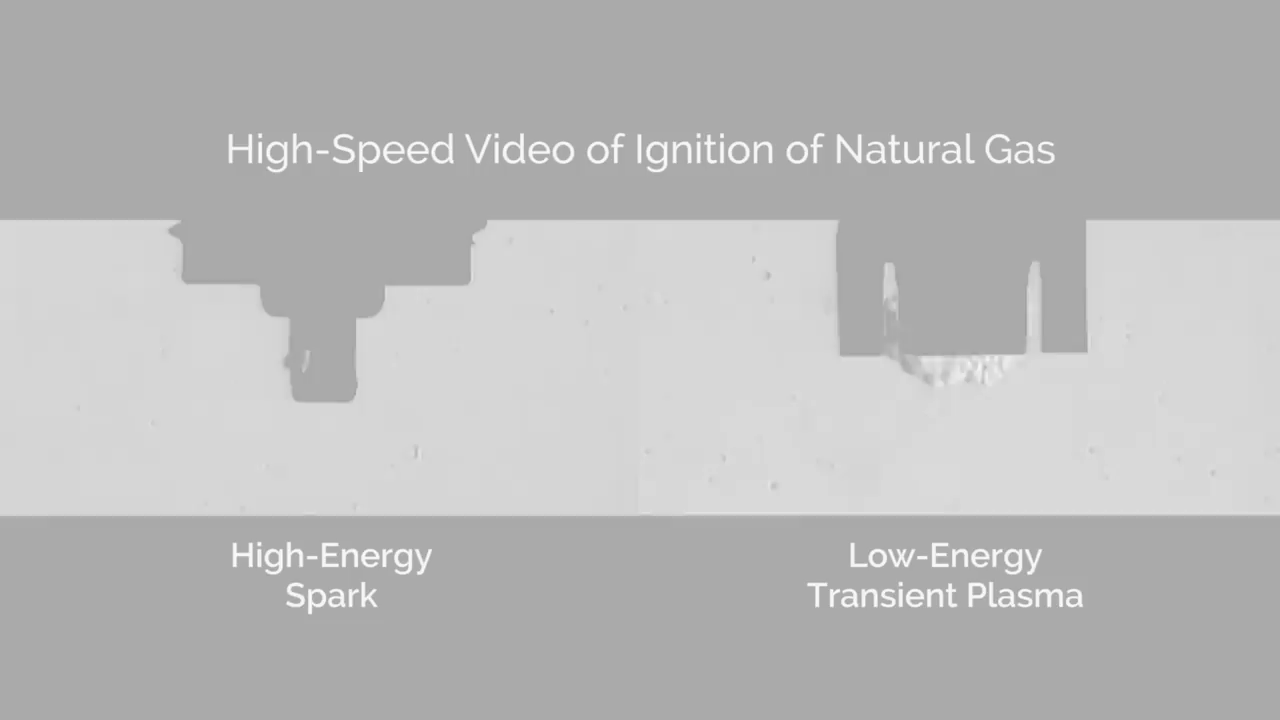 High-Speed Video of Ignition of Natural Gas
High-Energy
Spark
Low-Energy
Transient Plasma